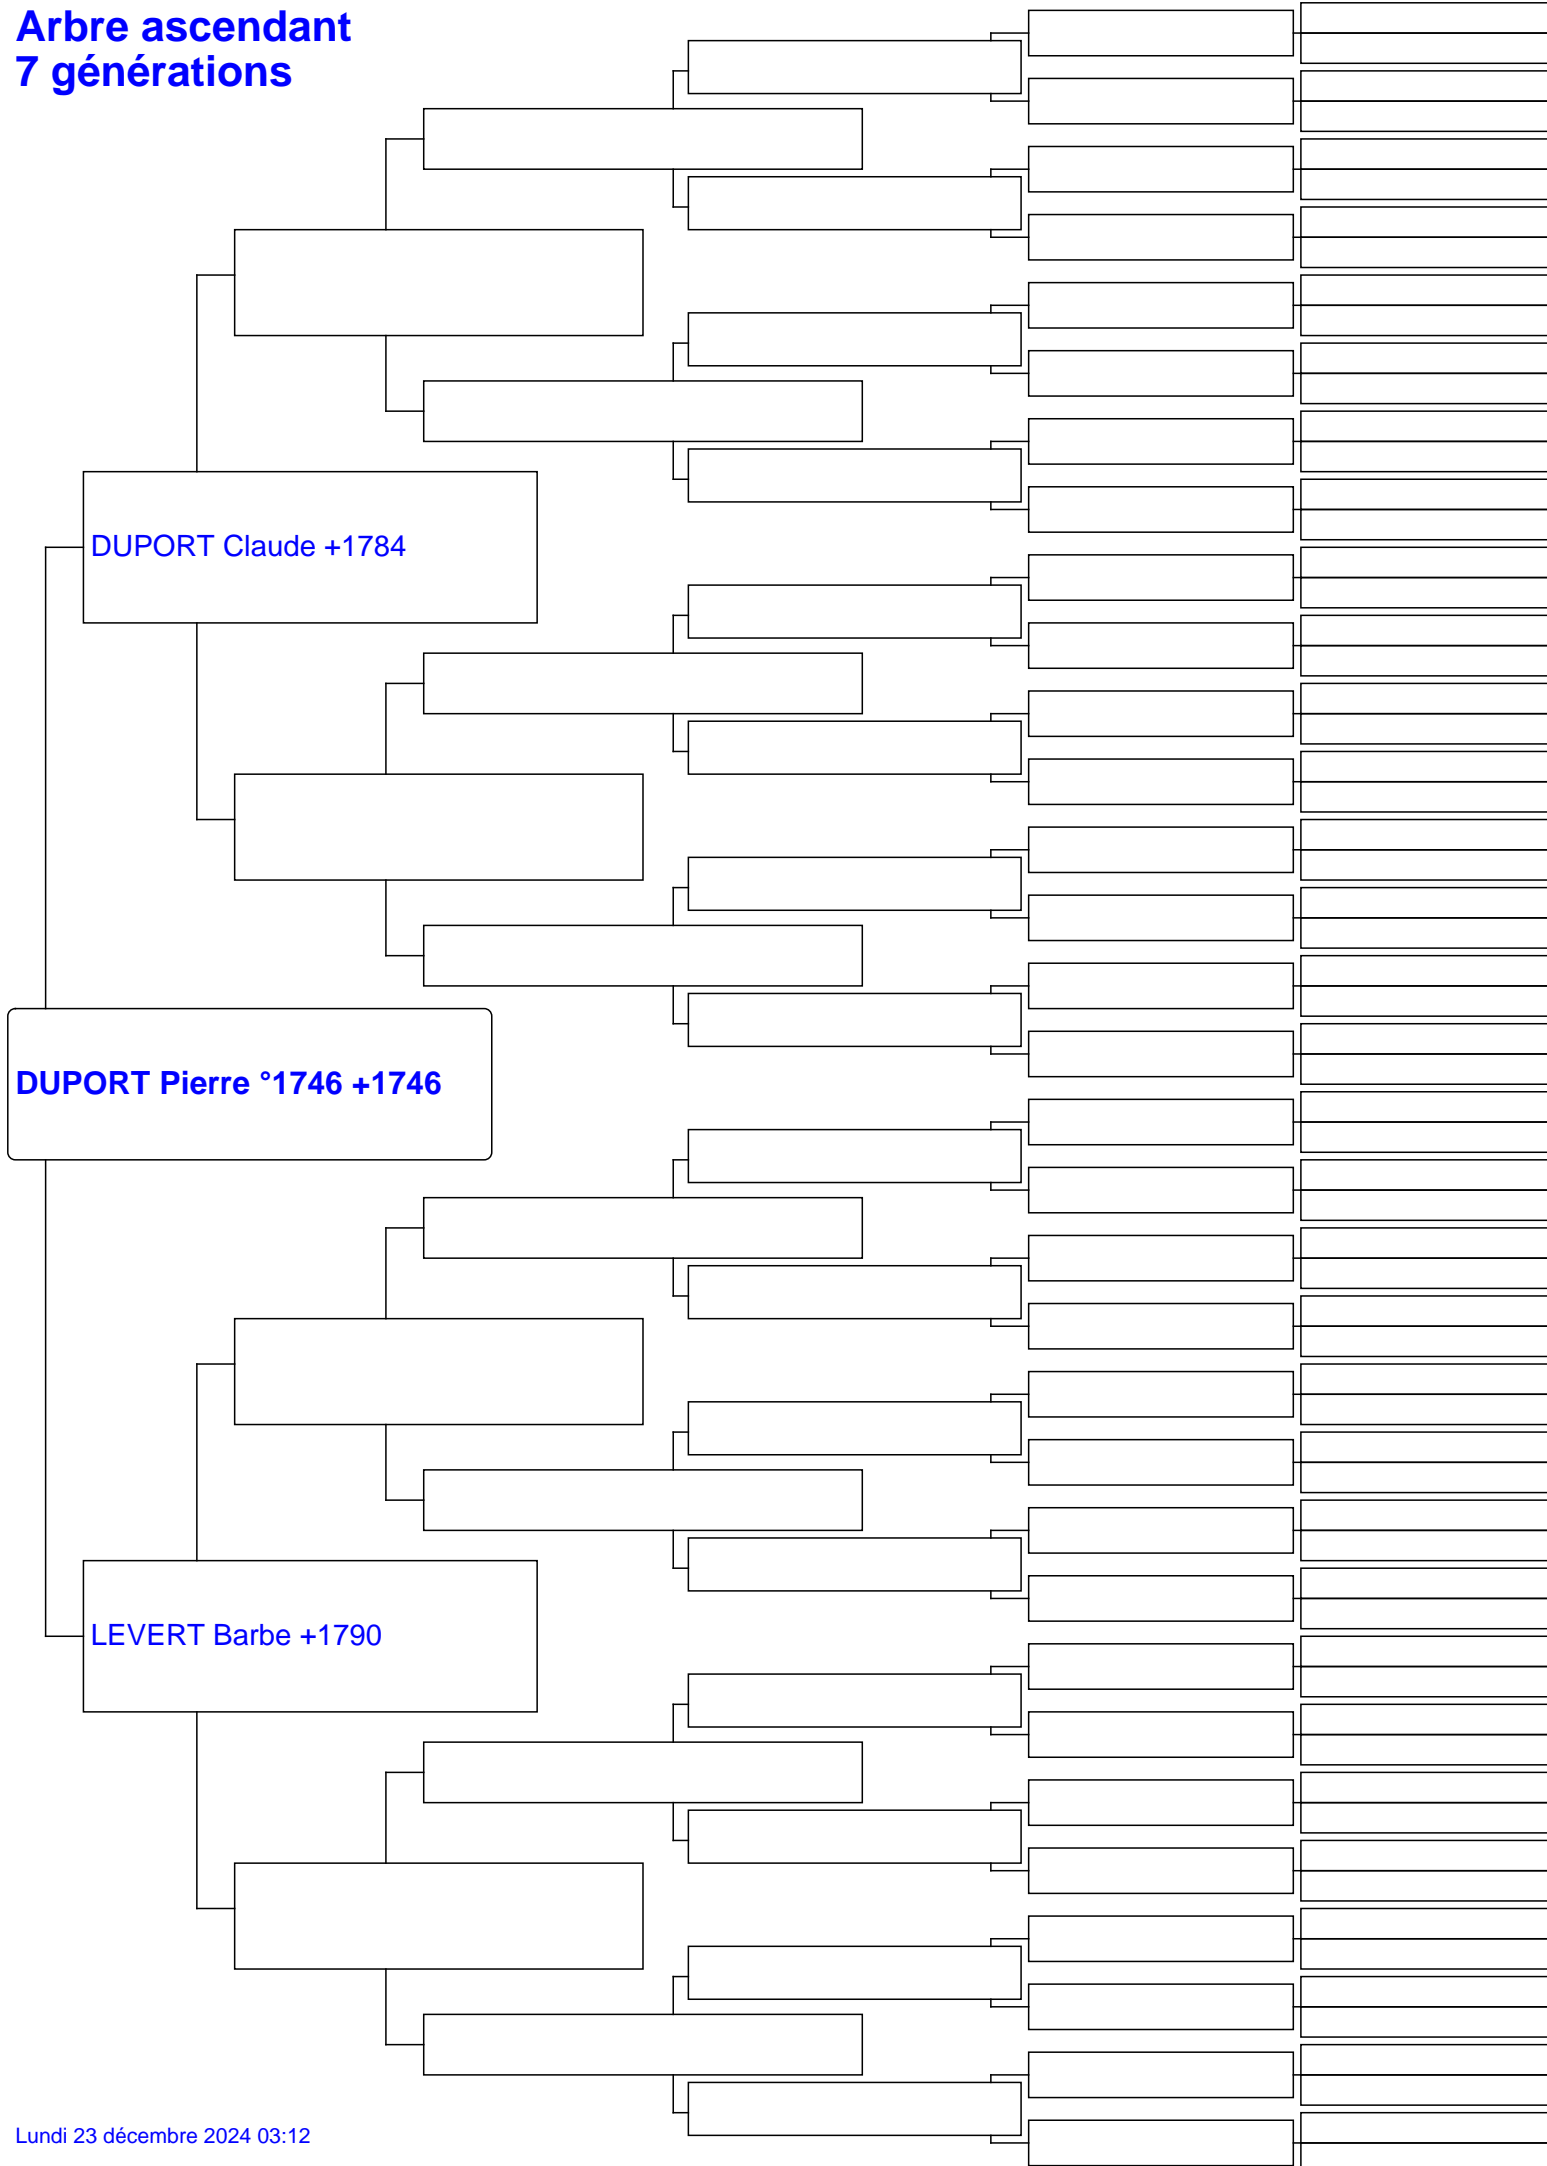 Arbre ascendant
7 générations
DUPORT Claude +1784
DUPORT Pierre °1746 +1746
LEVERT Barbe +1790
Lundi 23 décembre 2024 03:12